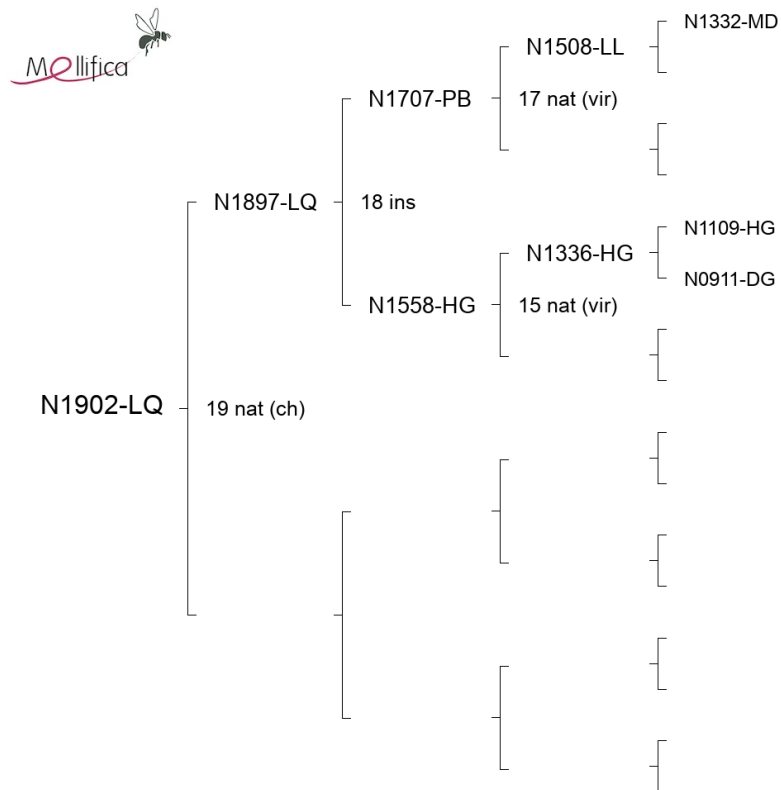 Mellifica
N1332-MD
N1508-LL
N1707-PB
17 nat (vir)
N1897-LQ
18 ins
N1109-HG
N1336-HG
N0911-DG
N1558-HG
15 nat (vir)
N1902-LQ
19 nat (ch)